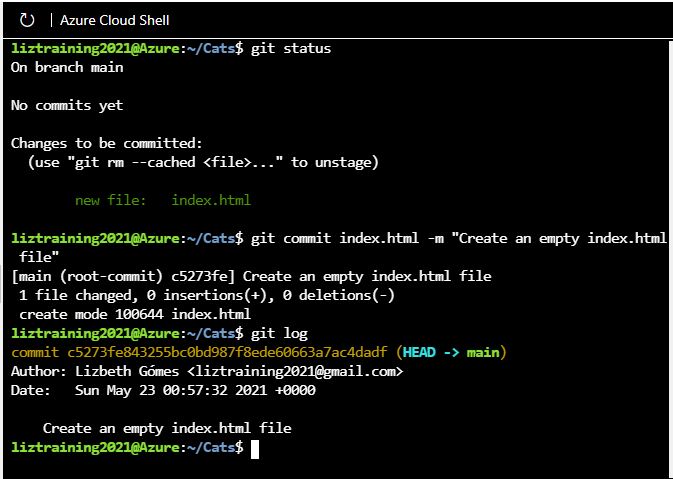 Azure Cloud Shell
liztraining2021@Azure:~/Cats$ git status
On branch main
No commits yet
Changes to be committed:
(use "git rm --cached <file>..." to unstage)
new file:   index.html
liztraining2021@Azure:~/Cats$ git commit index.html -m "Create an empty index.html
file"
[main (root-commit) c5273fe] Create an empty index.html file
1 file changed, 0 insertions(+), 0 deletions(-)
create mode 100644 index.html
liztraining2021@Azure:~/Cats$ git log
commit c5273fe843255bc0bd987f8ede60663a7ac4dadf (HEAD -> main)
Author: Lizbeth Gómes <liztraining2021@gmail.com>
Date:   Sun May 23 00:57:32 2021 +0000
Create an empty index.html file
liztraining2021@Azure:~/Cats$